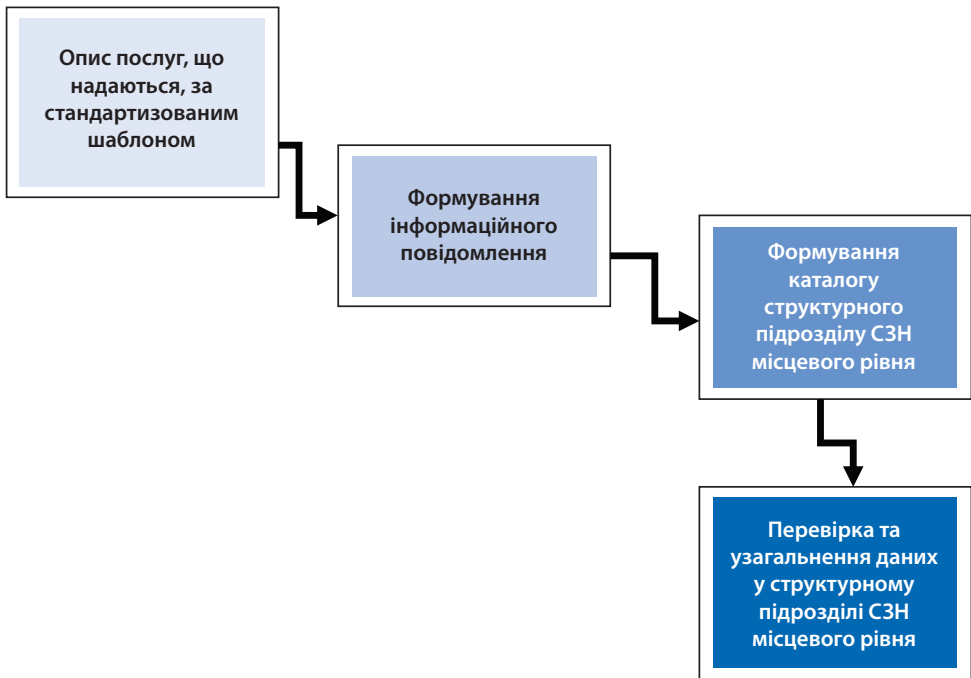 Опис послуг, що
надаються, за
стандартизованим
шаблоном
Формування
інформаційного
повідомлення
Формування
каталогу
структурного
підрозділу СЗН
місцевого рівня
Перевірка та
узагальнення даних
у структурному
підрозділі СЗН
місцевого рівня